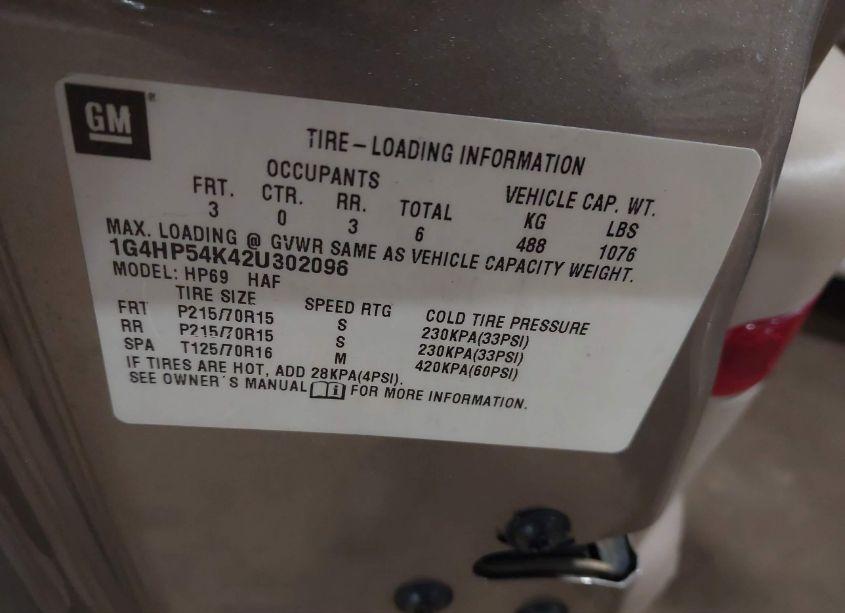 GM®
TIRE-LOADING INFORMATION
OCCUPANTS VEHICLE CAP. WT.
FRT. CTR. RR. TOTAL KG LBS
3 0 3 6 488 1076
MAX. LOADING @ GVWR SAME AS VEHICLE CAPACITY WEIGHT.
1G4HP54K42U302096
MODEL: HP69 HAF
TIRE SIZE SPEED RTG COLD TIRE PRESSURE
FRT P215/70R15 S 230KPA(33PSI)
RR P215/70R15 S 230KPA(33PSI)
SPA T125/70R16 M 420KPA(60PSI)
IF TIRES ARE HOT, ADD 28KPA(4PSI).
SEE OWNER'S MANUAL FOR MORE INFORMATION.